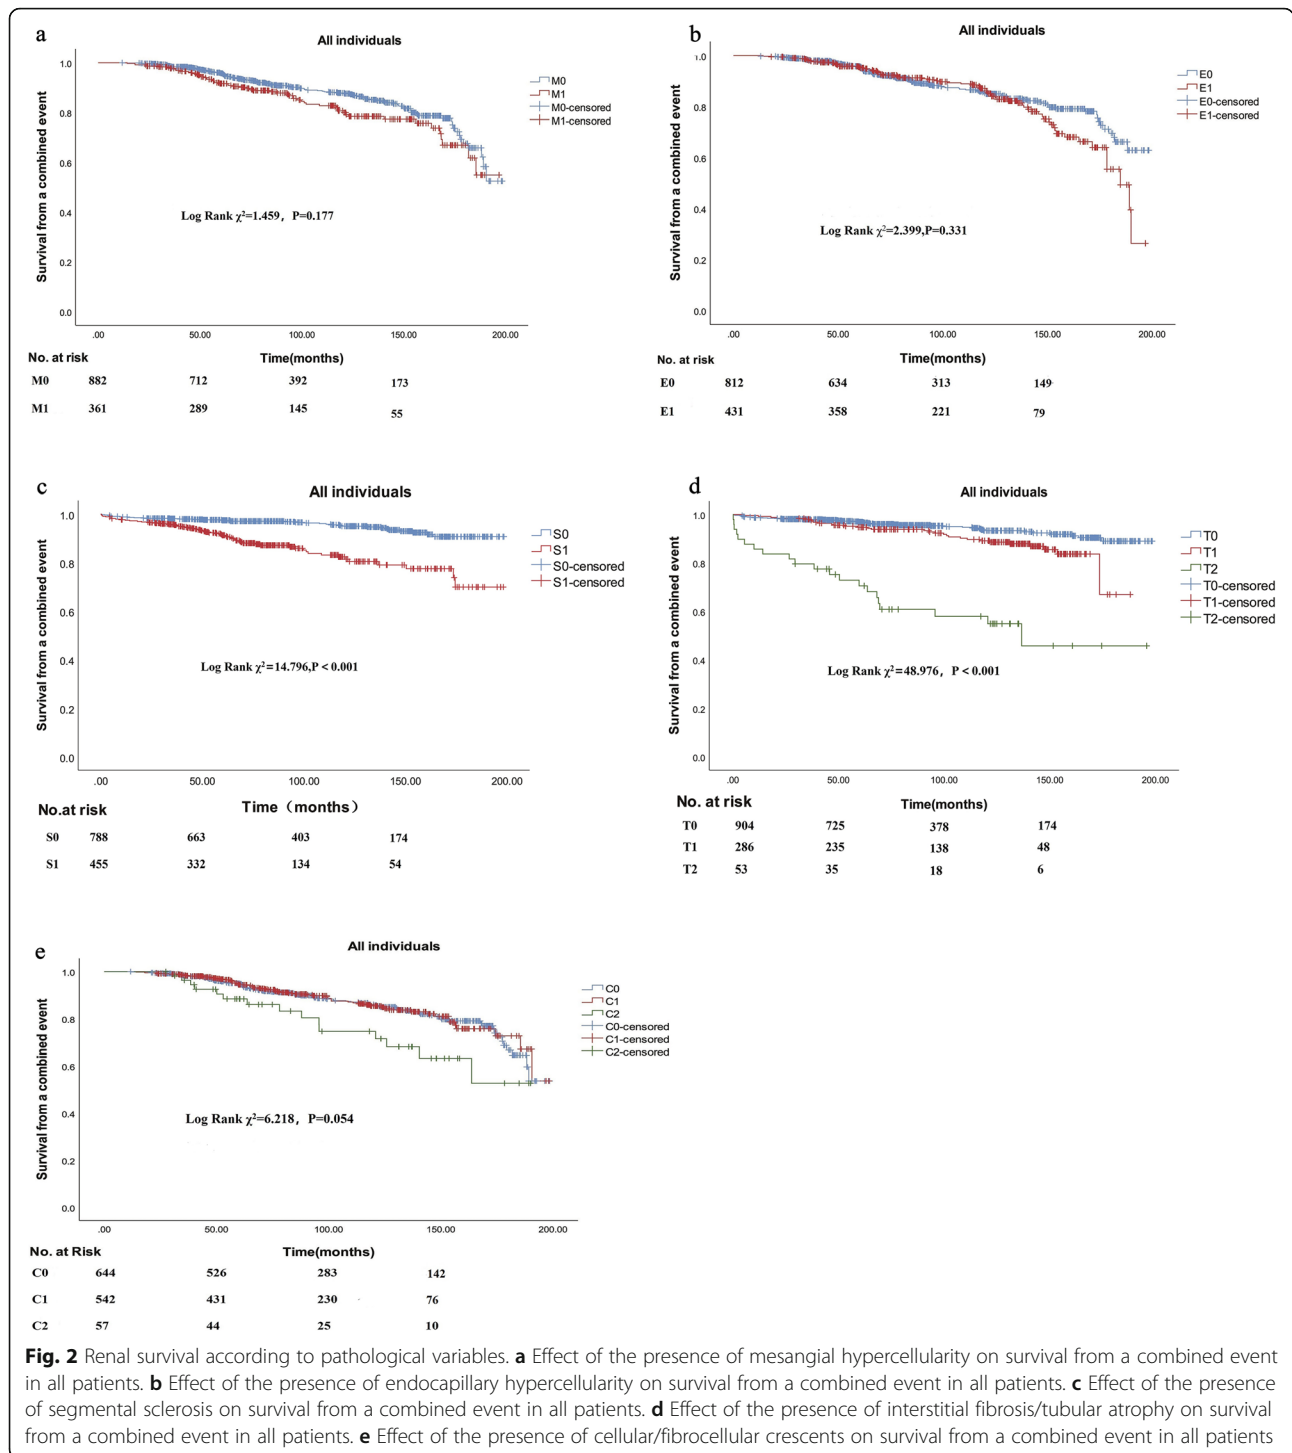 a
All individuals
Survival from a combined event
1.0
0.8
0.6
0.4
0.2
0.0
M0
M1
M0-censored
M1-censored
Log Rank χ²=1.459, P=0.177
.00 50.00 100.00 150.00 200.00
No. at risk Time(months)
M0 882 712 392 173
M1 361 289 145 55
b
All individuals
Survival from a combined event
1.0
0.8
0.6
0.4
0.2
0.0
E0
E1
E0-censored
E1-censored
Log Rank χ²=2.399,P=0.331
.00 50.00 100.00 150.00 200.00
No. at risk Time(months)
E0 812 634 313 149
E1 431 358 221 79
c
All individuals
Survival from a combined event
1.0
0.8
0.6
0.4
0.2
0.0
S0
S1
S0-censored
S1-censored
Log Rank χ²=14.796,P < 0.001
.00 50.00 100.00 150.00 200.00
No.at risk Time（months）
S0 788 663 403 174
S1 455 332 134 54
d
All individuals
Survival from a combined event
1.0
0.8
0.6
0.4
0.2
0.0
T0
T1
T2
T0-censored
T1-censored
T2-censored
Log Rank χ²=48.976, P < 0.001
.00 50.00 100.00 150.00 200.00
No. at risk Time(months)
T0 904 725 378 174
T1 286 235 138 48
T2 53 35 18 6
e
All individuals
Survival from a combined event
1.0
0.8
0.6
0.4
0.2
0.0
C0
C1
C2
C0-censored
C1-censored
C2-censored
Log Rank χ²=6.218, P=0.054
.00 50.00 100.00 150.00 200.00
No. at Risk Time(months)
C0 644 526 283 142
C1 542 431 230 76
C2 57 44 25 10
Fig. 2 Renal survival according to pathological variables. a Effect of the presence of mesangial hypercellularity on survival from a combined event
in all patients. b Effect of the presence of endocapillary hypercellularity on survival from a combined event in all patients. c Effect of the presence
of segmental sclerosis on survival from a combined event in all patients. d Effect of the presence of interstitial fibrosis/tubular atrophy on survival
from a combined event in all patients. e Effect of the presence of cellular/fibrocellular crescents on survival from a combined event in all patients